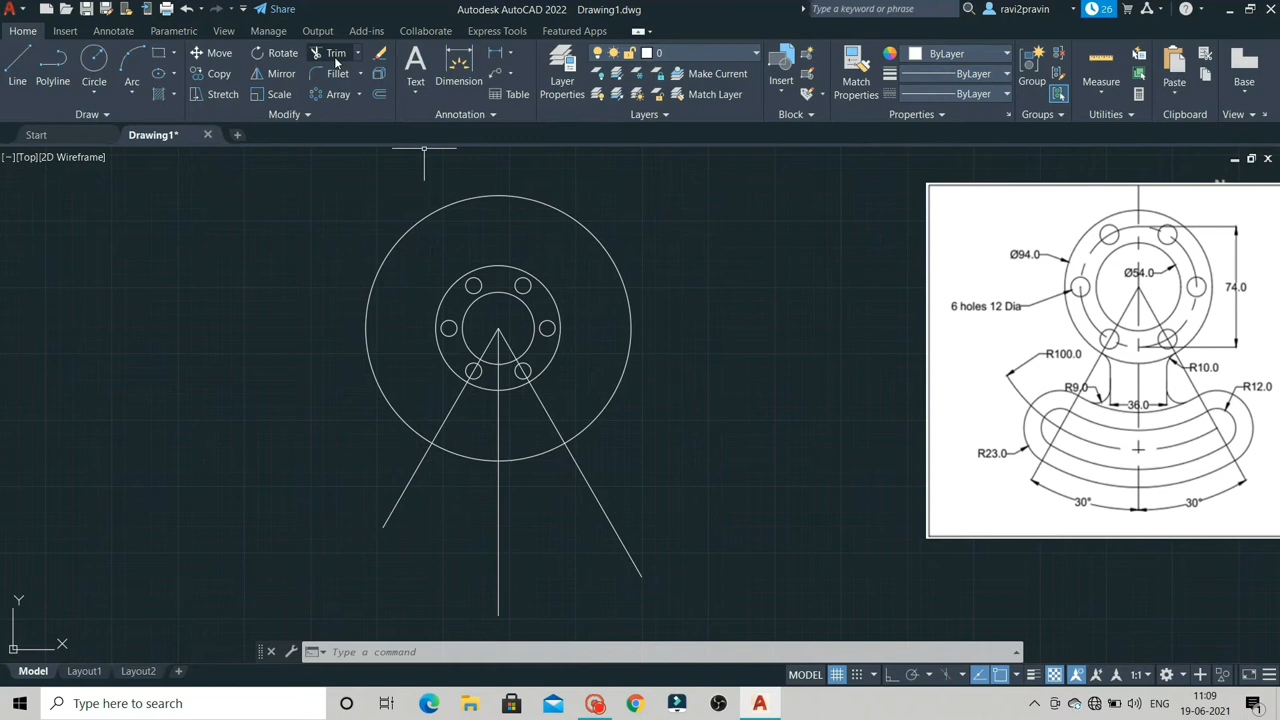 Share
Autodesk AutoCAD 2022 Drawing1.dwg
Type a keyword or phrase
ravi2pravin
26
Home Insert Annotate Parametric View Manage Output Add-ins Collaborate Express Tools Featured Apps
Line Polyline Circle Arc
Move Rotate Trim
Copy Mirror Fillet
Stretch Scale Array
Text Dimension Table
Layer Properties
0
Make Current
Match Layer
Insert
Match Properties
ByLayer
ByLayer
ByLayer
Group Measure Paste Base
Draw Modify Annotation Layers Block Properties Groups Utilities Clipboard View
Start Drawing1*
[−][Top][2D Wireframe]
Ø94.0
Ø54.0
6 holes 12 Dia
74.0
R100.0
R10.0
R9.0
R12.0
36.0
R23.0
30° 30°
Y
X
Type a command
Model Layout1 Layout2
MODEL 1:1
Type here to search
A
ENG
11:09
19-06-2021
1